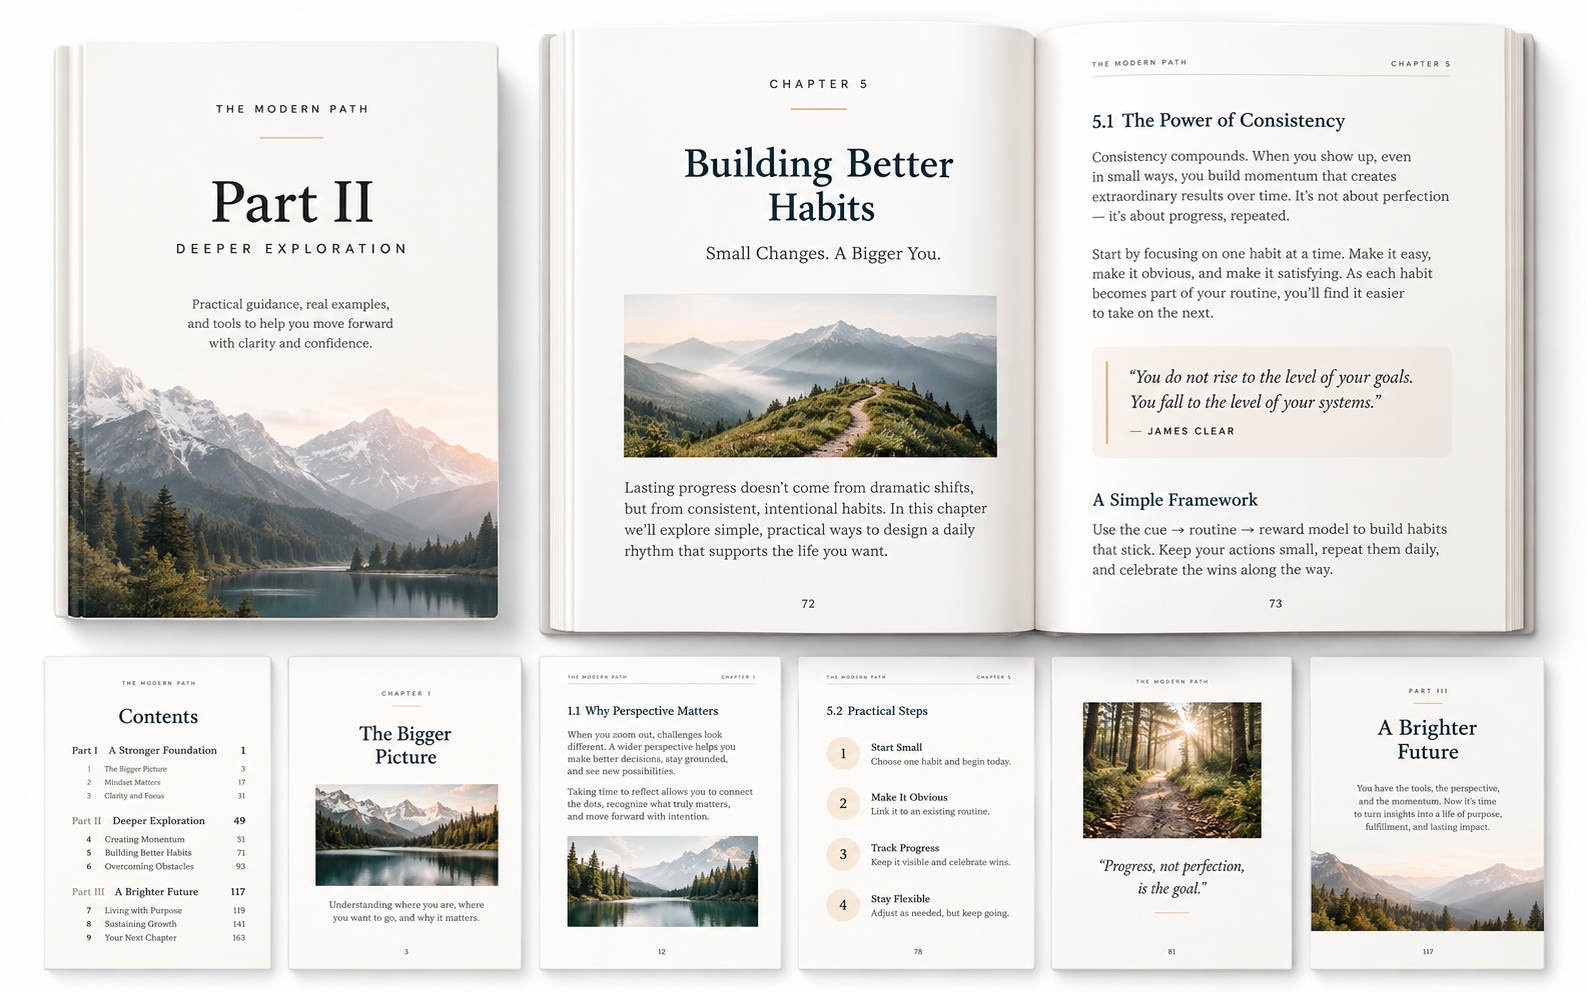 THE MODERN PATH
Part II
DEEPER EXPLORATION
Practical guidance, real examples,
and tools to help you move forward
with clarity and confidence.
CHAPTER 5
Building Better
Habits
Small Changes. A Bigger You.
Lasting progress doesn’t come from dramatic shifts,
but from consistent, intentional habits. In this chapter
we’ll explore simple, practical ways to design a daily
rhythm that supports the life you want.
72
THE MODERN PATH CHAPTER 5
5.1 The Power of Consistency
Consistency compounds. When you show up, even
in small ways, you build momentum that creates
extraordinary results over time. It’s not about perfection
— it’s about progress, repeated.
Start by focusing on one habit at a time. Make it easy,
make it obvious, and make it satisfying. As each habit
becomes part of your routine, you’ll find it easier
to take on the next.
“You do not rise to the level of your goals.
You fall to the level of your systems.”
— JAMES CLEAR
A Simple Framework
Use the cue → routine → reward model to build habits
that stick. Keep your actions small, repeat them daily,
and celebrate the wins along the way.
73
THE MODERN PATH
Contents
Part I A Stronger Foundation 1
1 The Bigger Picture 3
2 Mindset Matters 17
3 Clarity and Focus 31
Part II Deeper Exploration 49
4 Creating Momentum 51
5 Building Better Habits 71
6 Overcoming Obstacles 93
Part III A Brighter Future 117
7 Living with Purpose 119
8 Sustaining Growth 141
9 Your Next Chapter 163
CHAPTER 1
The Bigger
Picture
Understanding where you are, where
you want to go, and why it matters.
3
THE MODERN PATH CHAPTER 1
1.1 Why Perspective Matters
When you zoom out, challenges look
different. A wider perspective helps you
make better decisions, stay grounded,
and see new possibilities.
Taking time to reflect allows you to connect
the dots, recognize what truly matters,
and move forward with intention.
12
THE MODERN PATH CHAPTER 5
5.2 Practical Steps
1 Start Small
Choose one habit and begin today.
2 Make It Obvious
Link it to an existing routine.
3 Track Progress
Keep it visible and celebrate wins.
4 Stay Flexible
Adjust as needed, but keep going.
78
THE MODERN PATH
“Progress, not perfection,
is the goal.”
81
PART III
A Brighter
Future
You have the tools, the perspective,
and the momentum. Now it’s time
to turn insights into a life of purpose,
fulfillment, and lasting impact.
117